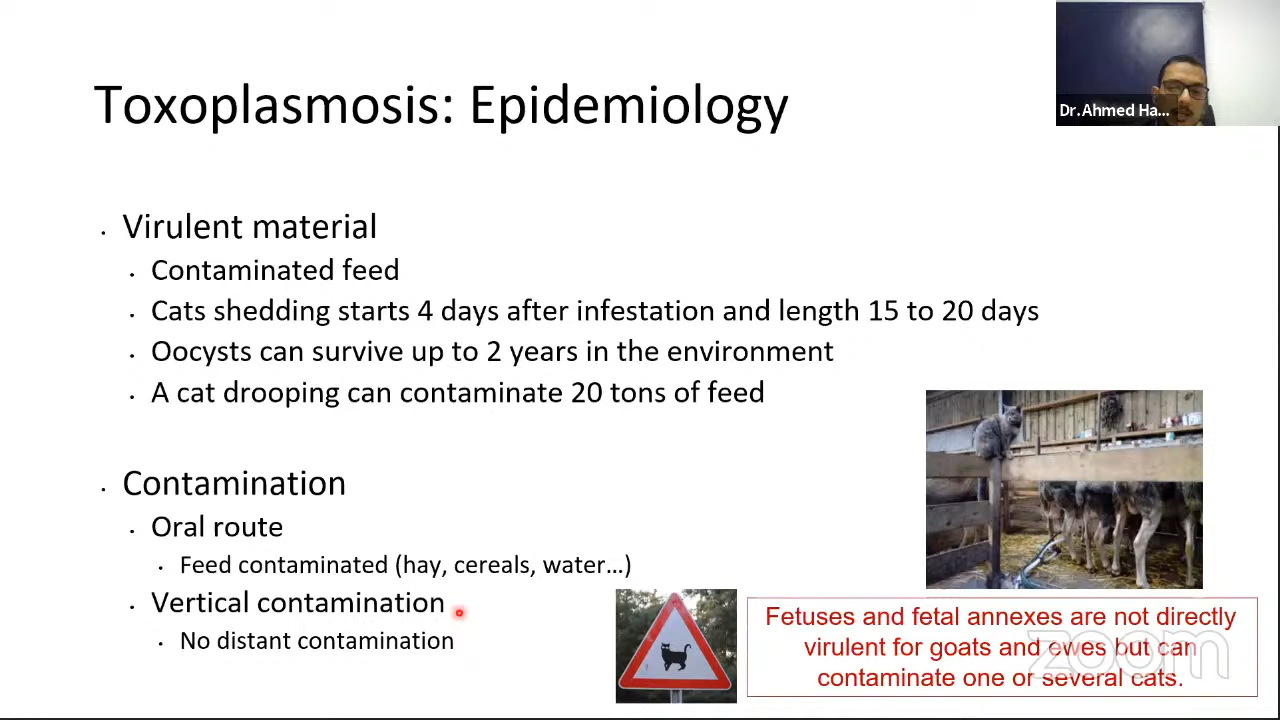 Toxoplasmosis: Epidemiology
Dr.Ahmed Ha...
Virulent material
Contaminated feed
Cats shedding starts 4 days after infestation and length 15 to 20 days
Oocysts can survive up to 2 years in the environment
A cat drooping can contaminate 20 tons of feed
Contamination
Oral route
Feed contaminated (hay, cereals, water…)
Vertical contamination
No distant contamination
Fetuses and fetal annexes are not directly
virulent for goats and ewes but can
contaminate one or several cats.
zoom